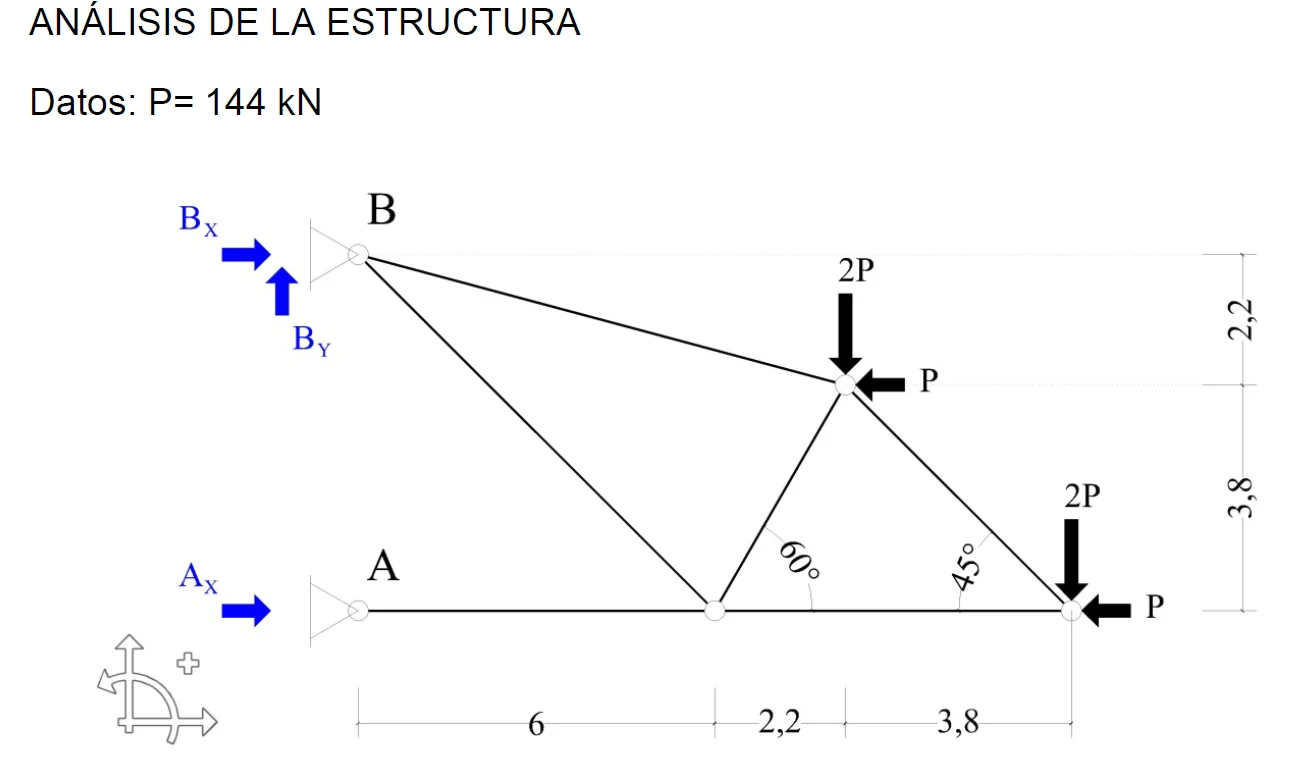 ANÁLISIS DE LA ESTRUCTURA
Datos: P= 144 kN
B
BX
BY
2P
P
2,2
A
AX
60°
45°
2P
P
3,8
6
2,2
3,8